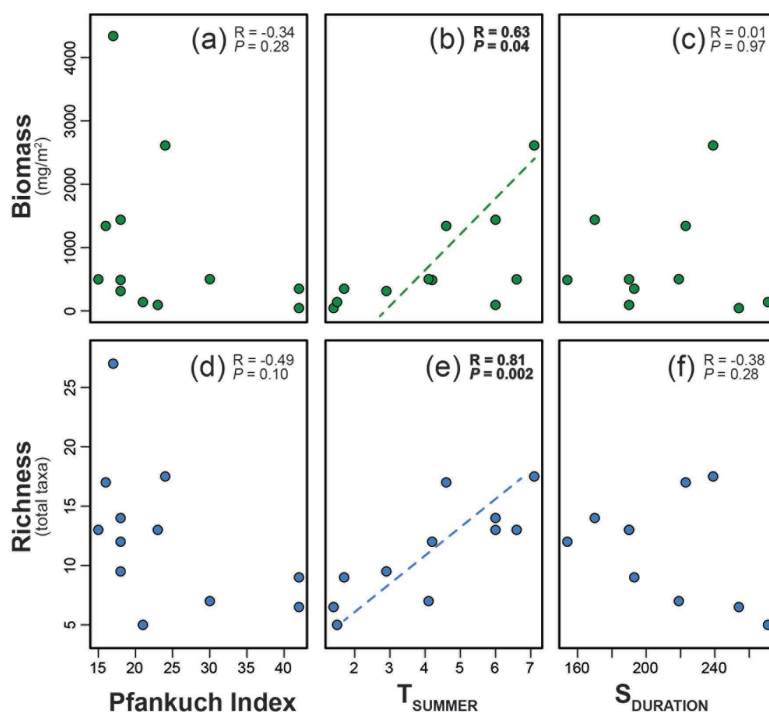 (a) R = -0.34
P = 0.28
(b) R = 0.63
P = 0.04
(c) R = 0.01
P = 0.97
Biomass
(mg/m²)
4000
3000
2000
1000
0
(d) R = -0.49
P = 0.10
(e) R = 0.81
P = 0.002
(f) R = -0.38
P = 0.28
Richness
(total taxa)
25
20
15
10
5
15 20 25 30 35 40
2 3 4 5 6 7
160 200 240
Pfankuch Index
T SUMMER
S DURATION